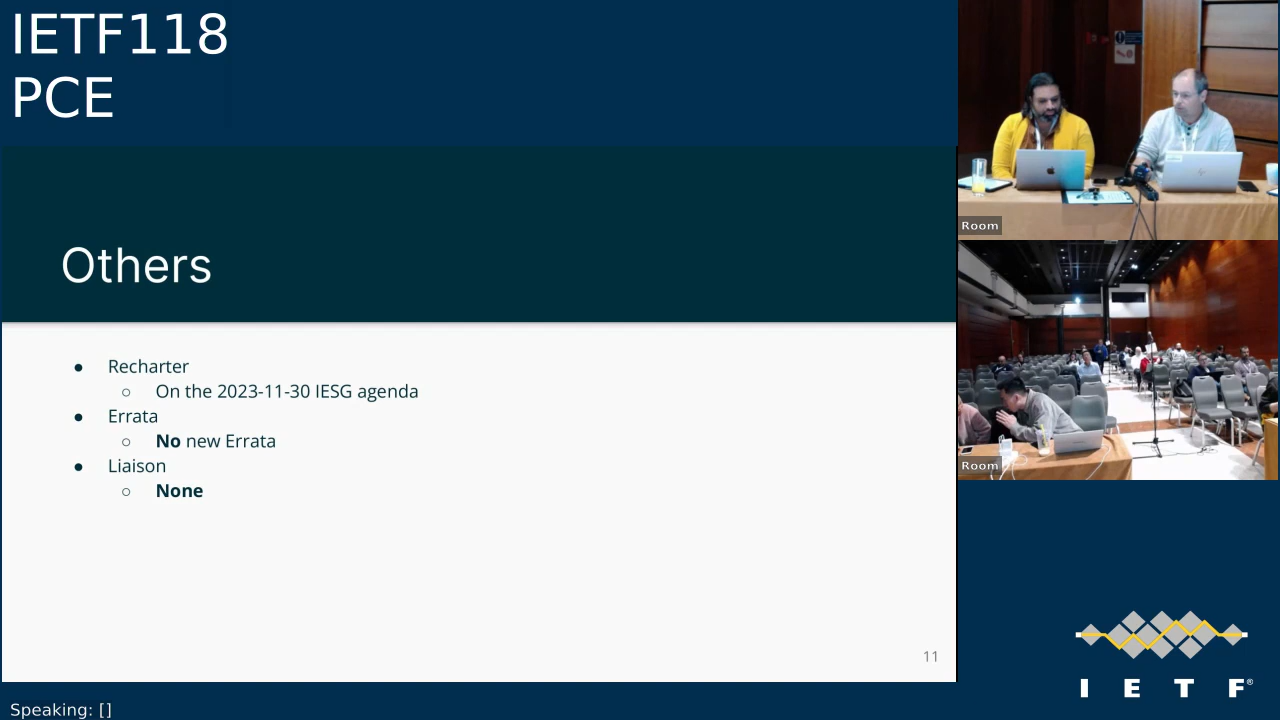 IETF118
PCE
Others
● Recharter
○ On the 2023-11-30 IESG agenda
● Errata
○ No new Errata
● Liaison
○ None
11
Room
Room
I E T F®
Speaking: []